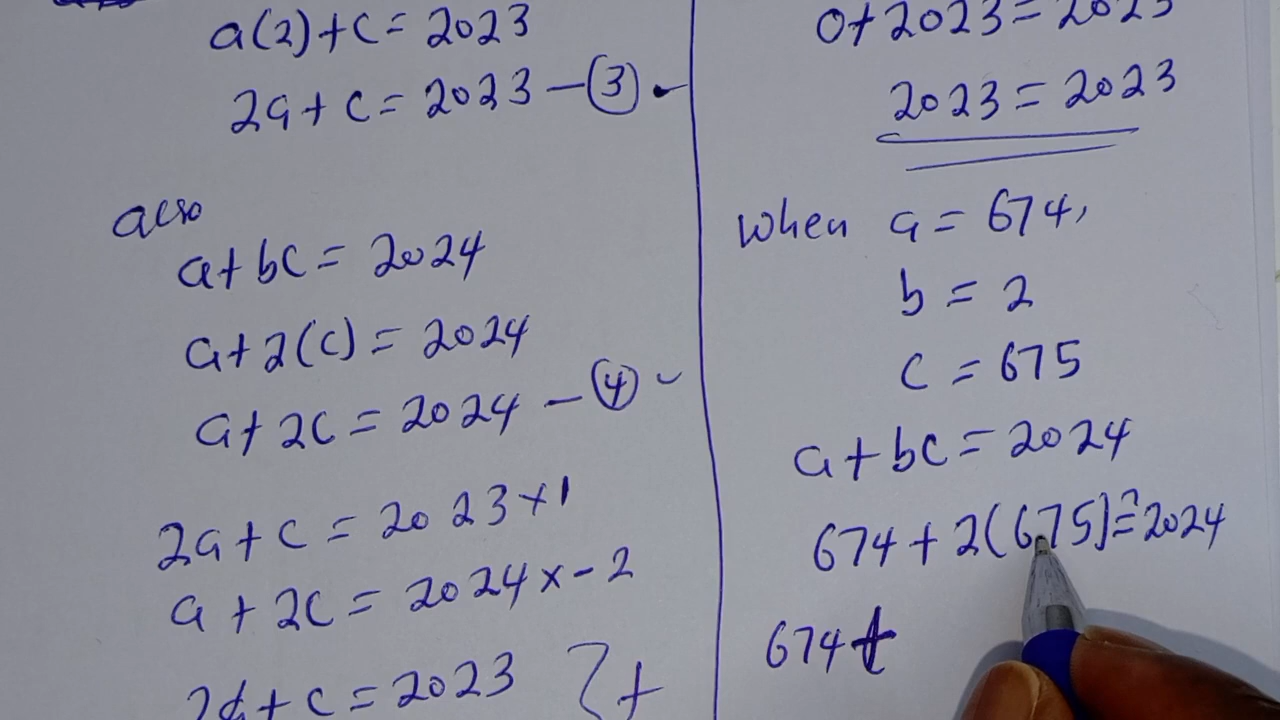 a(2)+c = 2023
2a+c = 2023 - ③
also
a+bc = 2024
a+2(c) = 2024
a+2c = 2024 - ④
2a+c = 2023 x 1
a+2c = 2024 x -2
2a+c = 2023 } +
0+2023 = 2023
2023 = 2023
When a = 674,
b = 2
c = 675
a+bc = 2024
674+2(675) ≟ 2024
674+